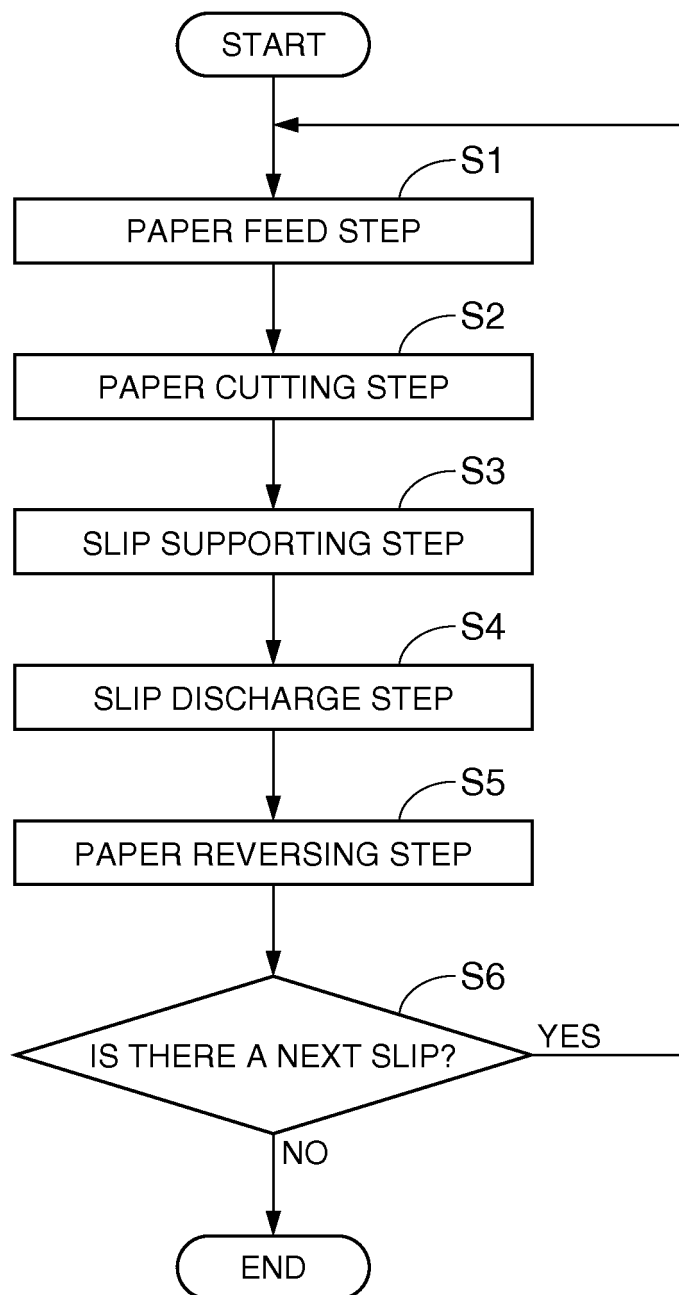 START
S1
PAPER FEED STEP
S2
PAPER CUTTING STEP
S3
SLIP SUPPORTING STEP
S4
SLIP DISCHARGE STEP
S5
PAPER REVERSING STEP
S6
IS THERE A NEXT SLIP?
YES
NO
END